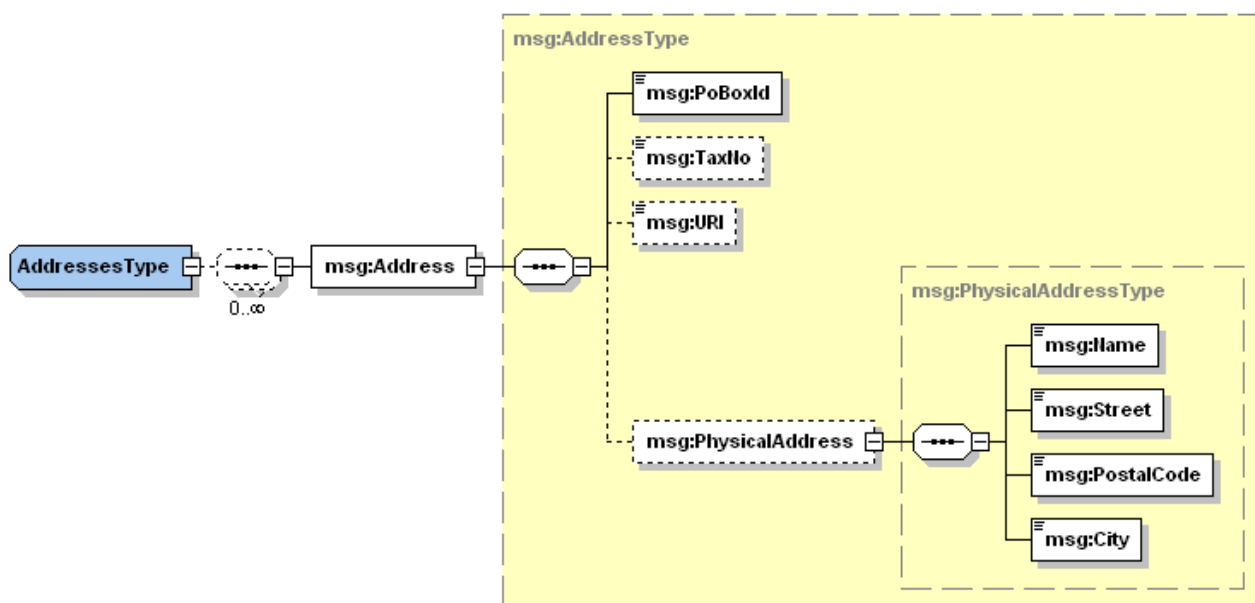 msg:AddressType
msg:PoBoxId
msg:TaxNo
msg:URI
AddressesType
msg:Address
0..∞
msg:PhysicalAddressType
msg:Name
msg:Street
msg:PhysicalAddress
msg:PostalCode
msg:City